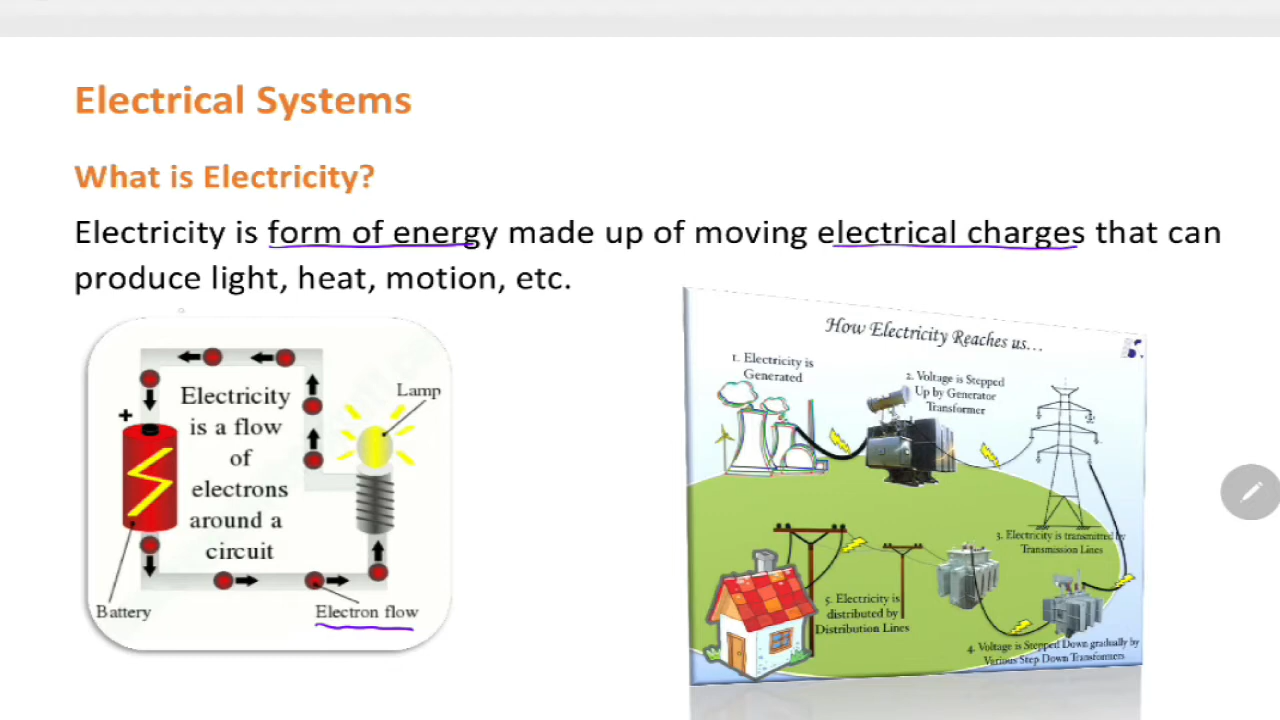 Electrical Systems
What is Electricity?
Electricity is form of energy made up of moving electrical charges that can
produce light, heat, motion, etc.
Electricity
is a flow
of
electrons
around a
circuit
+
Lamp
Battery
Electron flow
How Electricity Reaches us...
1. Electricity is
Generated
2. Voltage is Stepped
Up by Generator
Transformer
3. Electricity is transmitted by
Transmission Lines
4. Voltage is Stepped Down gradually by
Various Step Down Transformers
5. Electricity is
distributed by
Distribution Lines